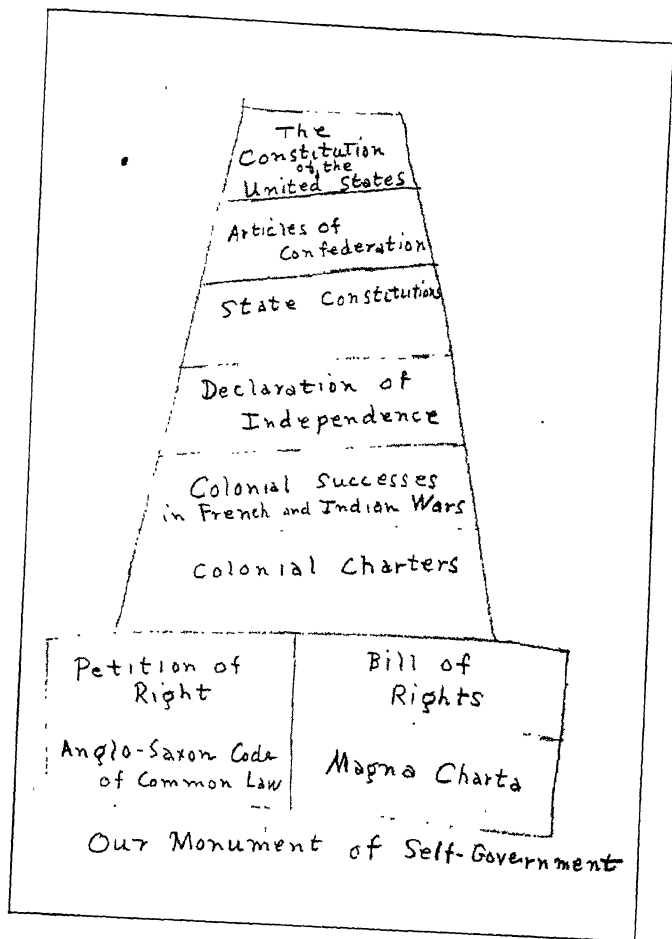 The
Constitution
of the
United States
Articles of
Confederation
State Constitutions
Declaration of
Independence
Colonial Successes
in French and Indian Wars
Colonial Charters
Petition of
Right
Bill of
Rights
Anglo-Saxon Code
of Common Law
Magna Charta
Our Monument of Self-Government